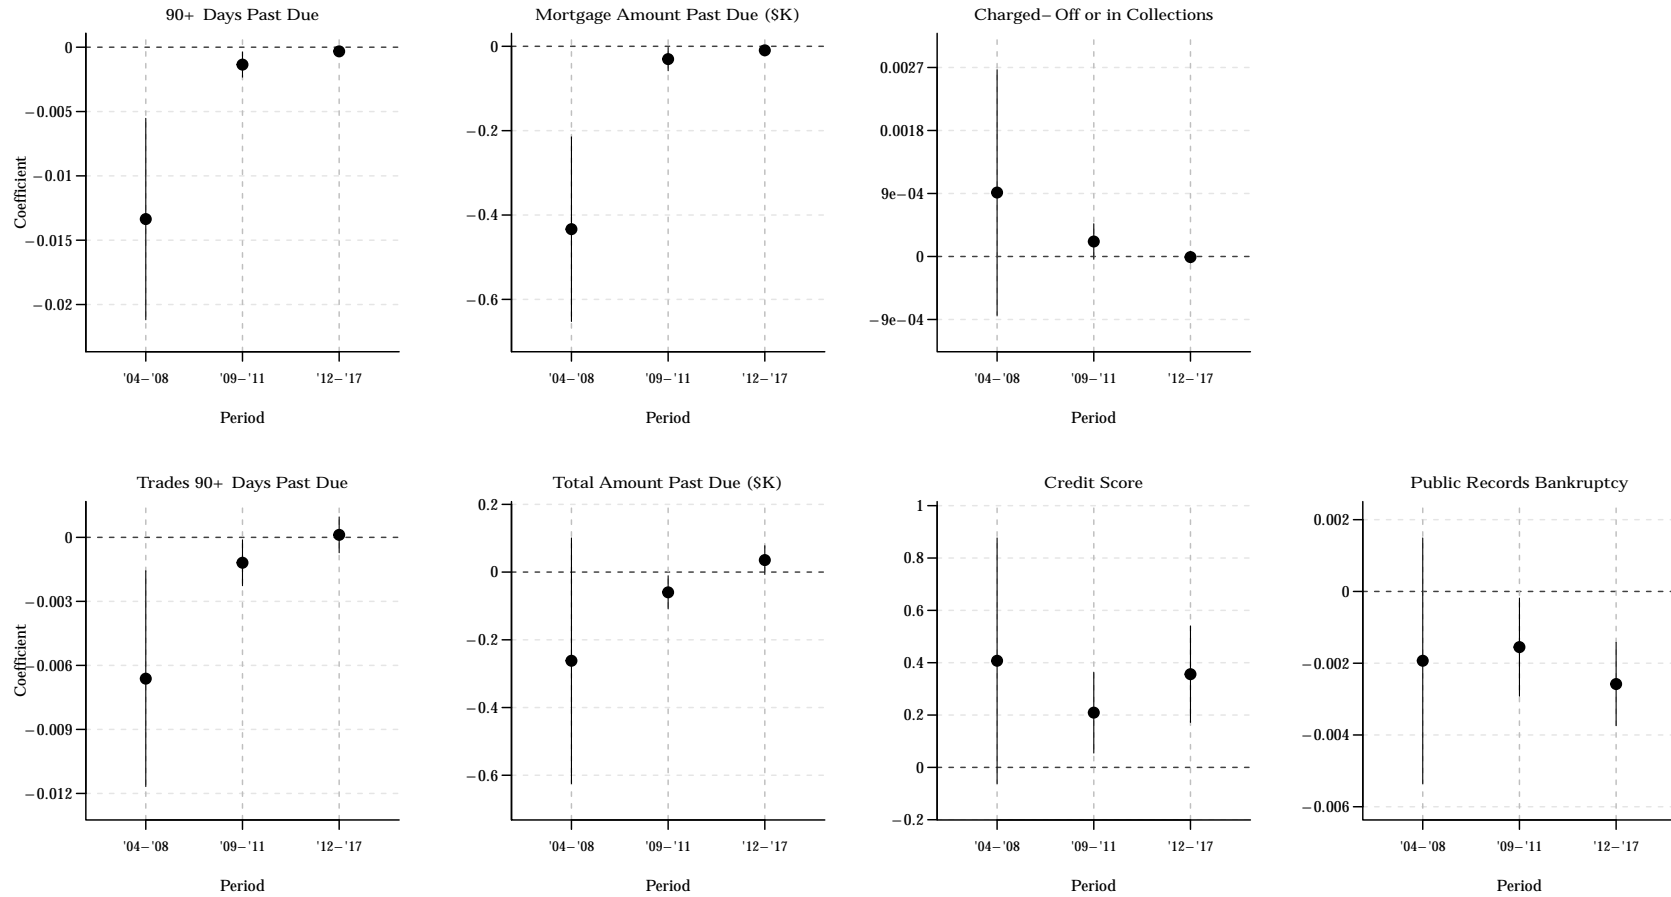 90+ Days Past Due
0
−0.005
−0.01
−0.015
−0.02
Coefficient
'04−'08 '09−'11 '12−'17
Period
Mortgage Amount Past Due ($K)
0
−0.2
−0.4
−0.6
'04−'08 '09−'11 '12−'17
Period
Charged−Off or in Collections
0.0027
0.0018
9e−04
0
−9e−04
'04−'08 '09−'11 '12−'17
Period
Trades 90+ Days Past Due
0
−0.003
−0.006
−0.009
−0.012
Coefficient
'04−'08 '09−'11 '12−'17
Period
Total Amount Past Due ($K)
0.2
0
−0.2
−0.4
−0.6
'04−'08 '09−'11 '12−'17
Period
Credit Score
1
0.8
0.6
0.4
0.2
0
−0.2
'04−'08 '09−'11 '12−'17
Period
Public Records Bankruptcy
0.002
0
−0.002
−0.004
−0.006
'04−'08 '09−'11 '12−'17
Period